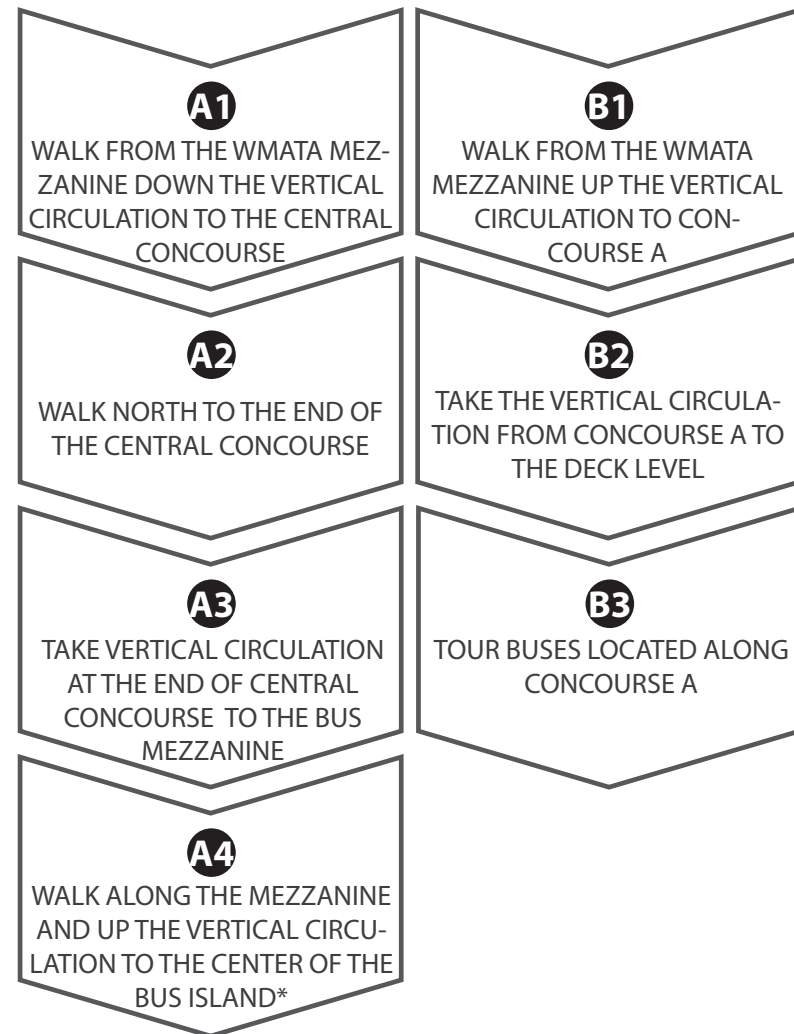 A1
WALK FROM THE WMATA MEZ-
ZANINE DOWN THE VERTICAL
CIRCULATION TO THE CENTRAL
CONCOURSE
A2
WALK NORTH TO THE END OF
THE CENTRAL CONCOURSE
A3
TAKE VERTICAL CIRCULATION
AT THE END OF CENTRAL
CONCOURSE TO THE BUS
MEZZANINE
A4
WALK ALONG THE MEZZANINE
AND UP THE VERTICAL CIRCU-
LATION TO THE CENTER OF THE
BUS ISLAND*
B1
WALK FROM THE WMATA
MEZZANINE UP THE VERTICAL
CIRCULATION TO CON-
COURSE A
B2
TAKE THE VERTICAL CIRCULA-
TION FROM CONCOURSE A TO
THE DECK LEVEL
B3
TOUR BUSES LOCATED ALONG
CONCOURSE A